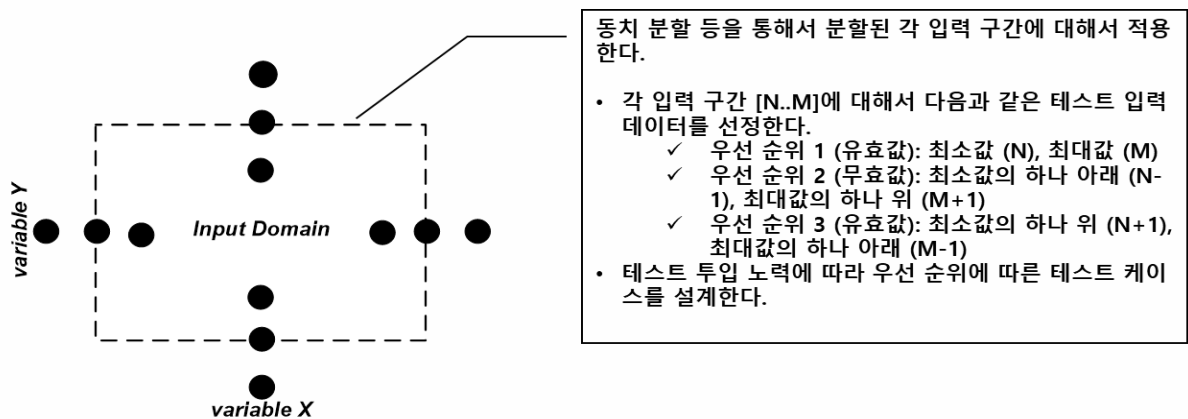 동치 분할 등을 통해서 분할된 각 입력 구간에 대해서 적용
한다.
• 각 입력 구간 [N..M]에 대해서 다음과 같은 테스트 입력
데이터를 선정한다.
✓ 우선 순위 1 (유효값): 최소값 (N), 최대값 (M)
✓ 우선 순위 2 (무효값): 최소값의 하나 아래 (N-
1), 최대값의 하나 위 (M+1)
✓ 우선 순위 3 (유효값): 최소값의 하나 위 (N+1),
최대값의 하나 아래 (M-1)
• 테스트 투입 노력에 따라 우선 순위에 따른 테스트 케이
스를 설계한다.
variable Y
Input Domain
variable X